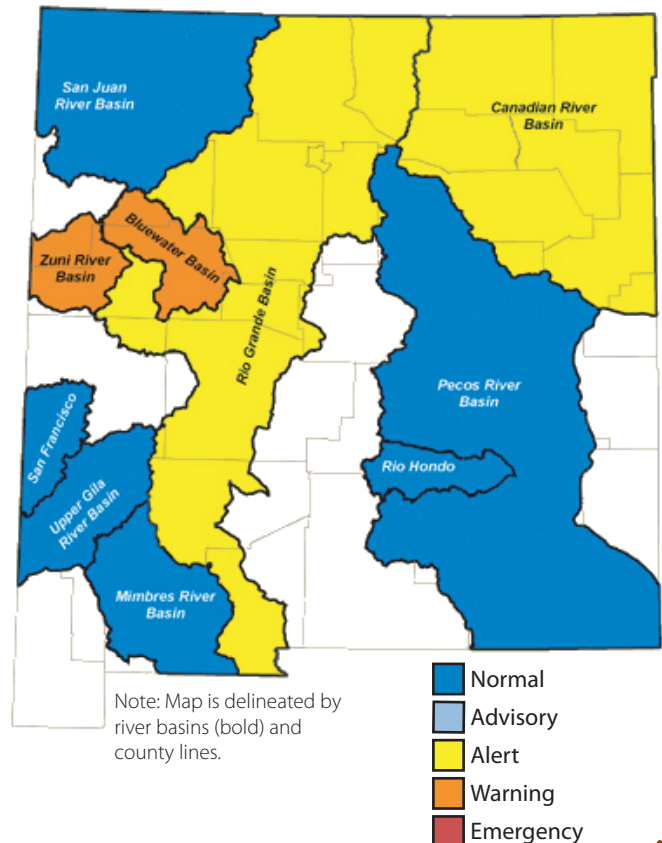 San Juan
River Basin
Canadian River
Basin
Bluewater Basin
Zuni River
Basin
Rio Grande Basin
Pecos River
Basin
San Francisco
Rio Hondo
Upper Gila
River Basin
Mimbres River
Basin
Note: Map is delineated by
river basins (bold) and
county lines.
Normal
Advisory
Alert
Warning
Emergency